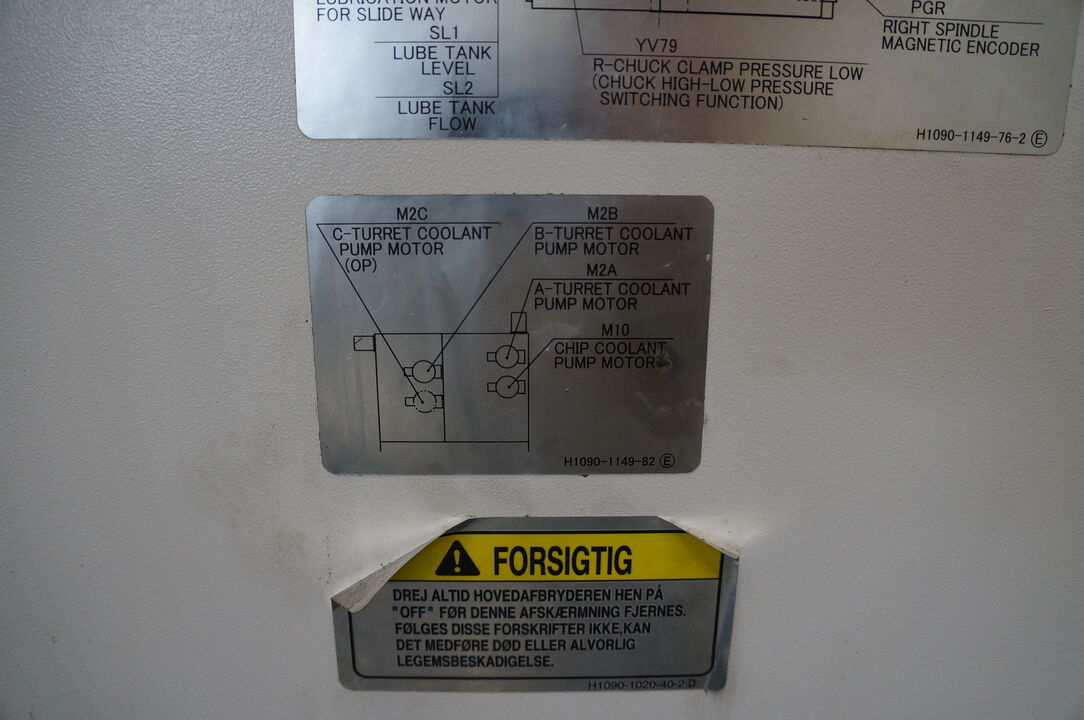 LUBRICATION MOTOR
FOR SLIDE WAY
SL1
LUBE TANK
LEVEL
SL2
LUBE TANK
FLOW
YV79
R-CHUCK CLAMP PRESSURE LOW
(CHUCK HIGH-LOW PRESSURE
SWITCHING FUNCTION)
PGR
RIGHT SPINDLE
MAGNETIC ENCODER
H1090-1149-76-2 Ⓔ
M2C
C-TURRET COOLANT
PUMP MOTOR
(OP)
M2B
B-TURRET COOLANT
PUMP MOTOR
M2A
A-TURRET COOLANT
PUMP MOTOR
M10
CHIP COOLANT
PUMP MOTOR
H1090-1149-82 Ⓔ
FORSIGTIG
DREJ ALTID HOVEDAFBRYDEREN HEN PÅ
"OFF" FØR DENNE AFSKÆRMNING FJERNES.
FØLGES DISSE FORSKRIFTER IKKE,KAN
DET MEDFØRE DØD ELLER ALVORLIG
LEGEMSBESKADIGELSE.
H1090-1020-40-2Ⓓ